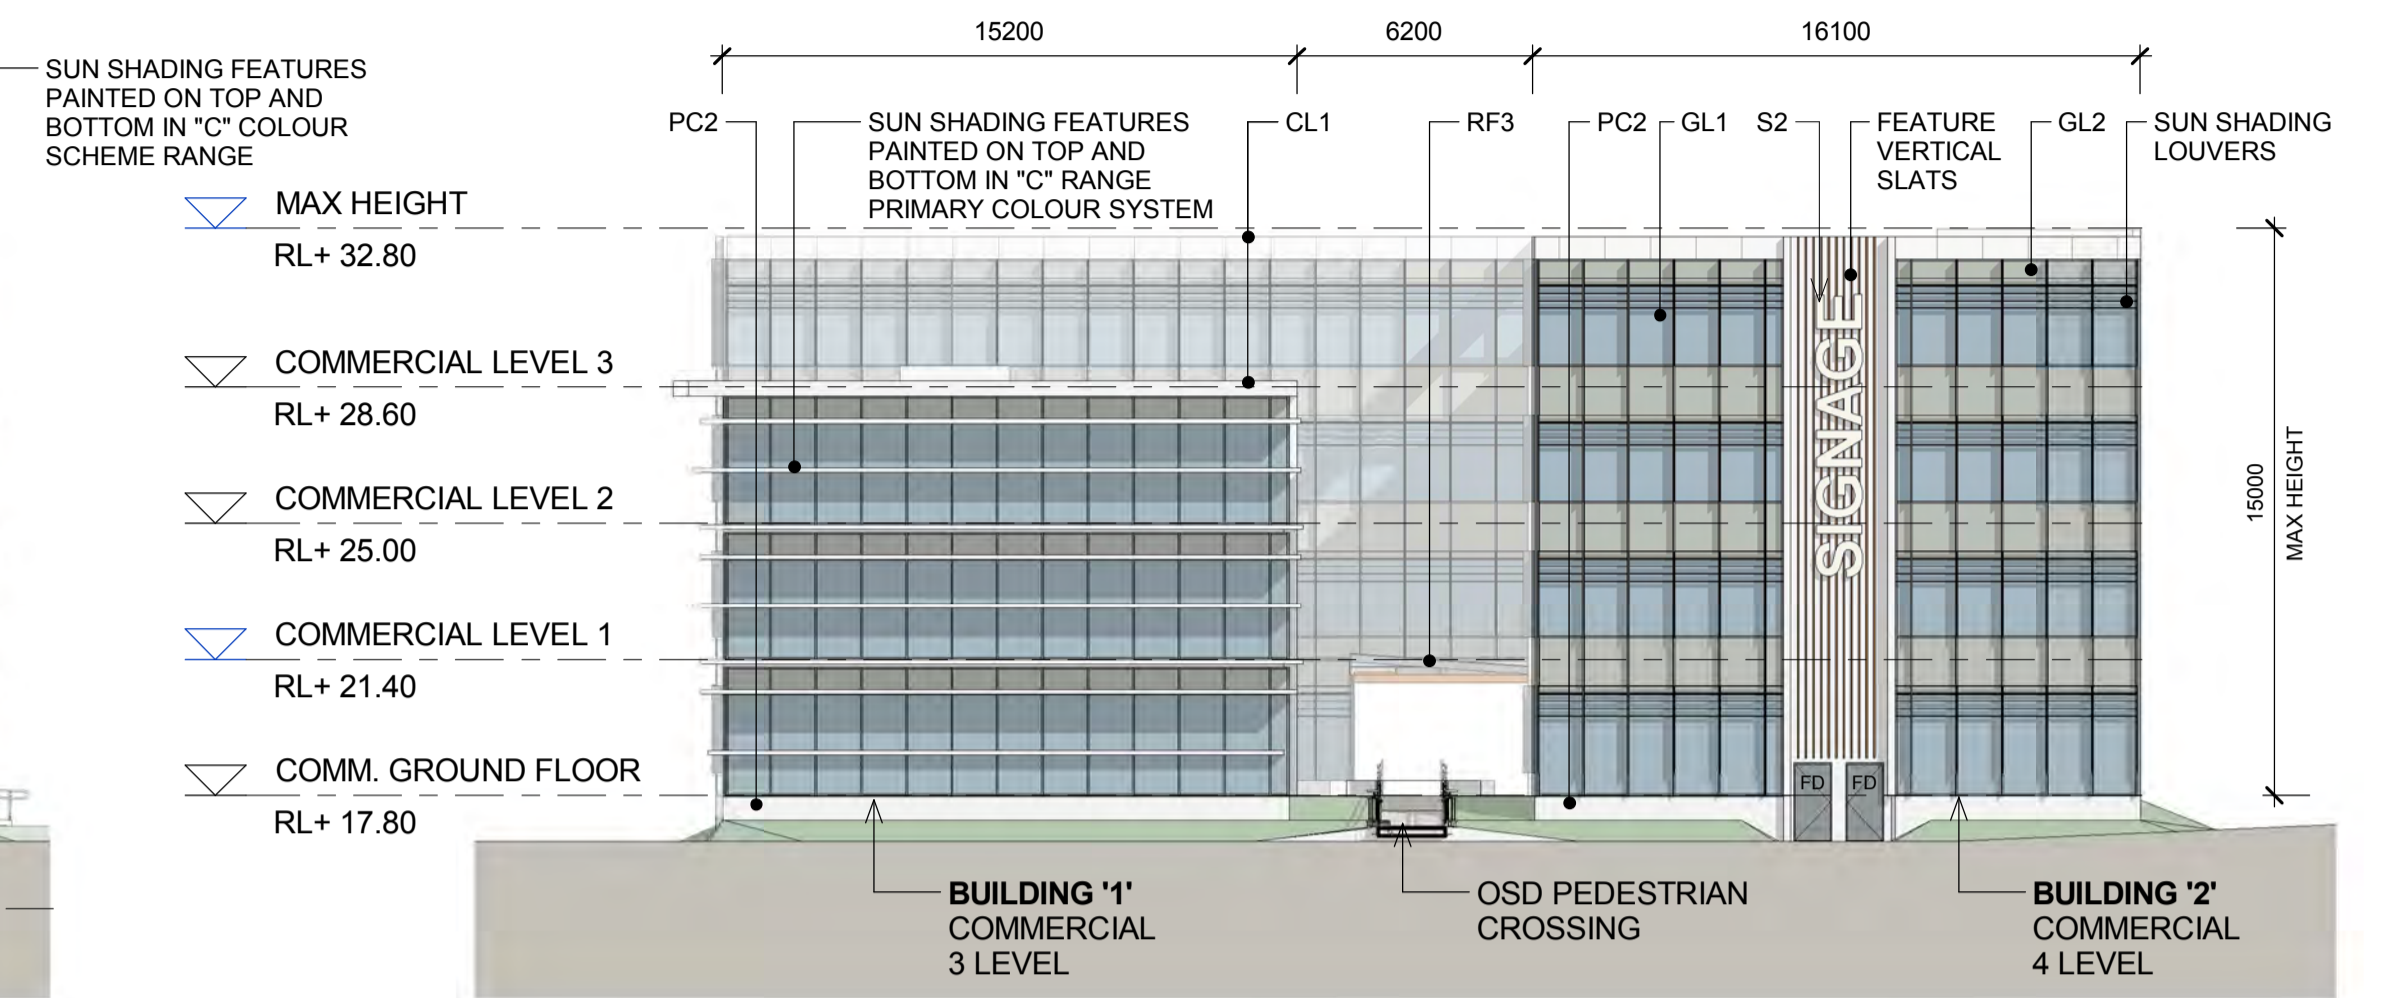 15200
6200
16100
SUN SHADING FEATURES
PAINTED ON TOP AND
BOTTOM IN "C" COLOUR
SCHEME RANGE
PC2
SUN SHADING FEATURES
PAINTED ON TOP AND
BOTTOM IN "C" RANGE
PRIMARY COLOUR SYSTEM
CL1
RF3
PC2
GL1
S2
FEATURE
VERTICAL
SLATS
GL2
SUN SHADING
LOUVERS
MAX HEIGHT
RL+ 32.80
COMMERCIAL LEVEL 3
RL+ 28.60
COMMERCIAL LEVEL 2
RL+ 25.00
COMMERCIAL LEVEL 1
RL+ 21.40
COMM. GROUND FLOOR
RL+ 17.80
SIGNAGE
15000
MAX HEIGHT
FD
FD
BUILDING '1'
COMMERCIAL
3 LEVEL
OSD PEDESTRIAN
CROSSING
BUILDING '2'
COMMERCIAL
4 LEVEL